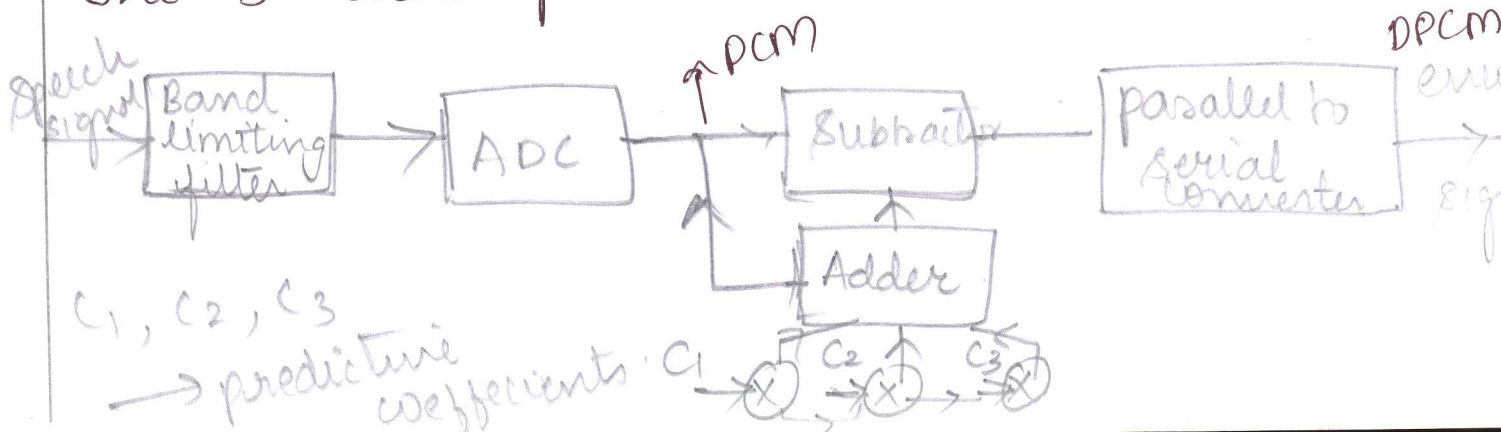 PCM
DPCM
Speech
signal
Band
limiting
filter
ADC
Subtractor
parallel to
serial
converter
Adder
C1, C2, C3
→ predictive
coeffecients.
C1
C2
C3
X
X
X